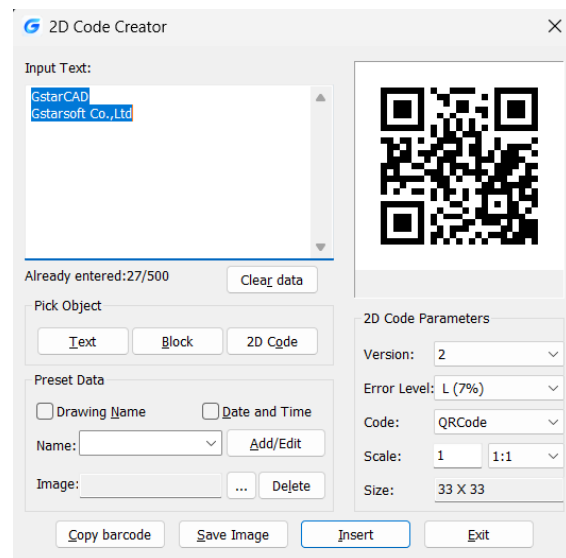 2D Code Creator
Input Text:
GstarCAD
Gstarsoft Co.,Ltd
Already entered:27/500
Clear data
Pick Object
Text
Block
2D Code
Preset Data
Drawing Name
Date and Time
Name:
Add/Edit
Image:
...
Delete
2D Code Parameters
Version:
2
Error Level:
L (7%)
Code:
QRCode
Scale:
1
1:1
Size:
33 X 33
Copy barcode
Save Image
Insert
Exit